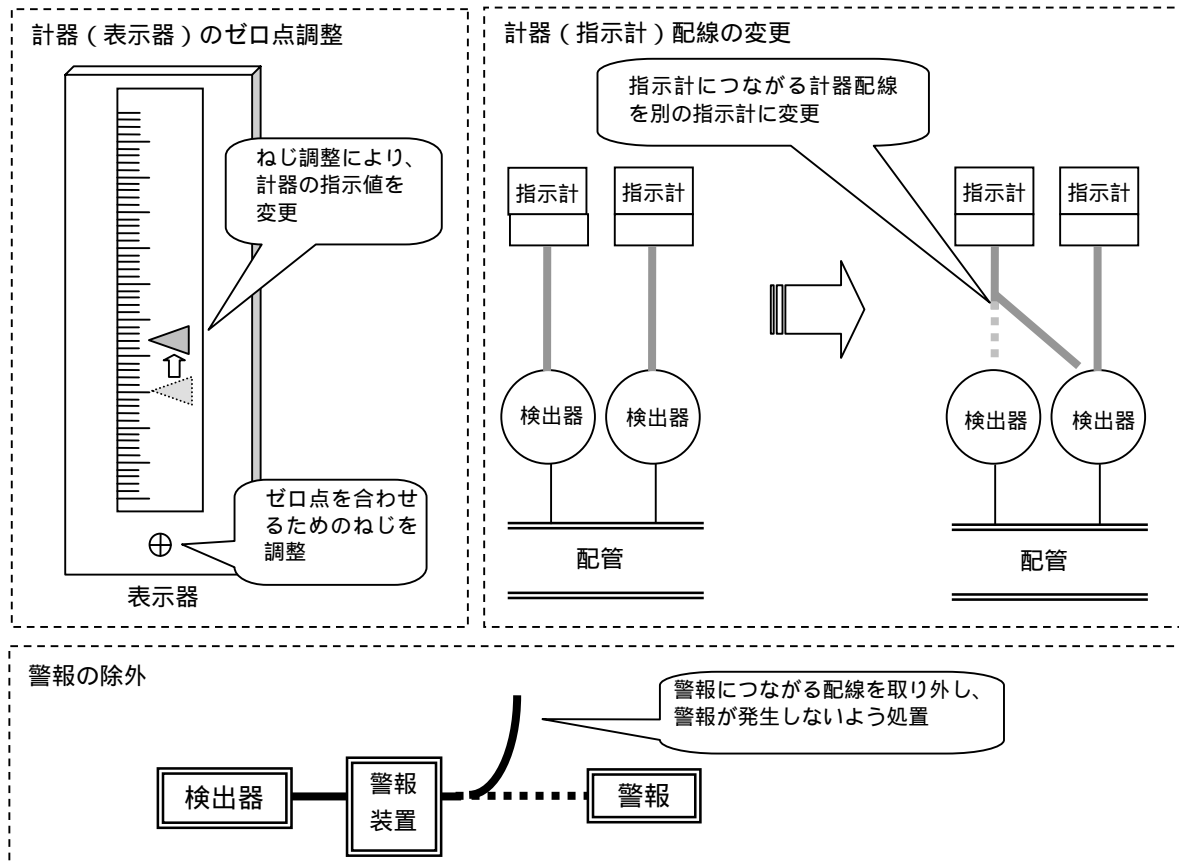 計器（表示器）のゼロ点調整
ねじ調整により、
計器の指示値を
変更
ゼロ点を合わせ
るためのねじを
調整
表示器
計器（指示計）配線の変更
指示計につながる計器配線
を別の指示計に変更
指示計 指示計 指示計 指示計
検出器 検出器 検出器 検出器
配管 配管
警報の除外
警報につながる配線を取り外し、
警報が発生しないよう処置
検出器
警報
装置
警報